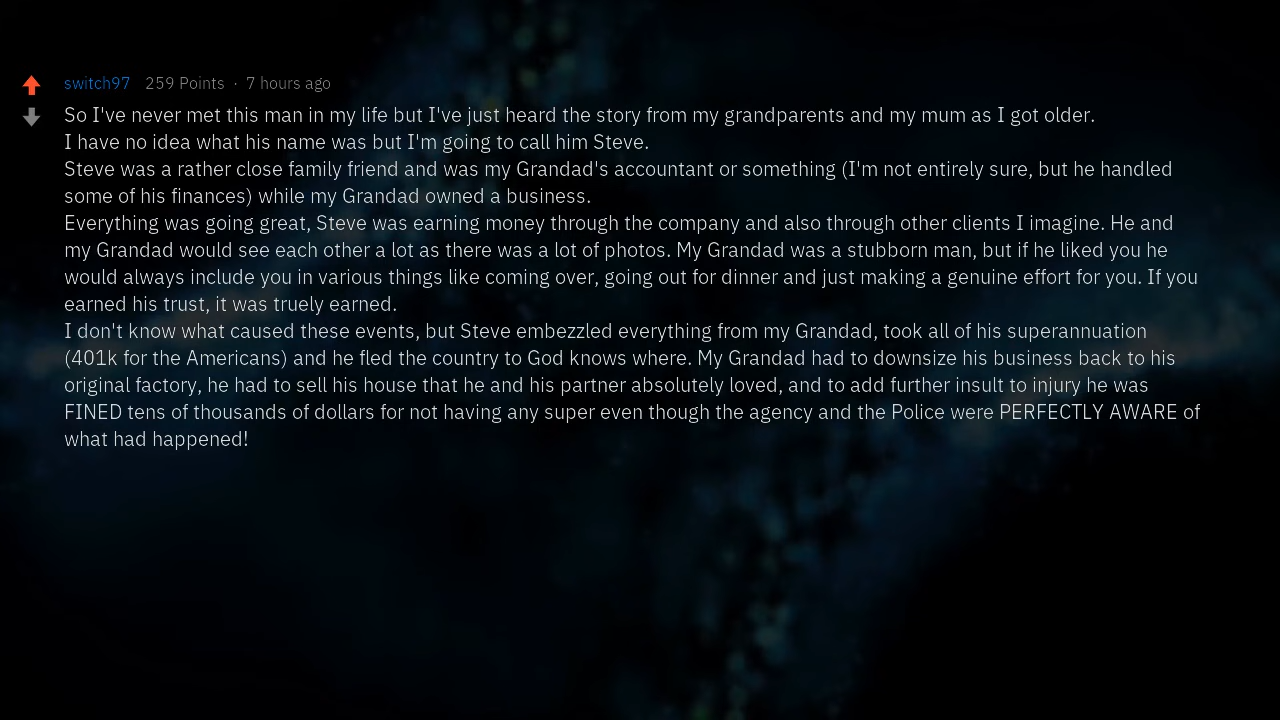 switch97 259 Points · 7 hours ago
So I've never met this man in my life but I've just heard the story from my grandparents and my mum as I got older.
I have no idea what his name was but I'm going to call him Steve.
Steve was a rather close family friend and was my Grandad's accountant or something (I'm not entirely sure, but he handled
some of his finances) while my Grandad owned a business.
Everything was going great, Steve was earning money through the company and also through other clients I imagine. He and
my Grandad would see each other a lot as there was a lot of photos. My Grandad was a stubborn man, but if he liked you he
would always include you in various things like coming over, going out for dinner and just making a genuine effort for you. If you
earned his trust, it was truely earned.
I don't know what caused these events, but Steve embezzled everything from my Grandad, took all of his superannuation
(401k for the Americans) and he fled the country to God knows where. My Grandad had to downsize his business back to his
original factory, he had to sell his house that he and his partner absolutely loved, and to add further insult to injury he was
FINED tens of thousands of dollars for not having any super even though the agency and the Police were PERFECTLY AWARE of
what had happened!